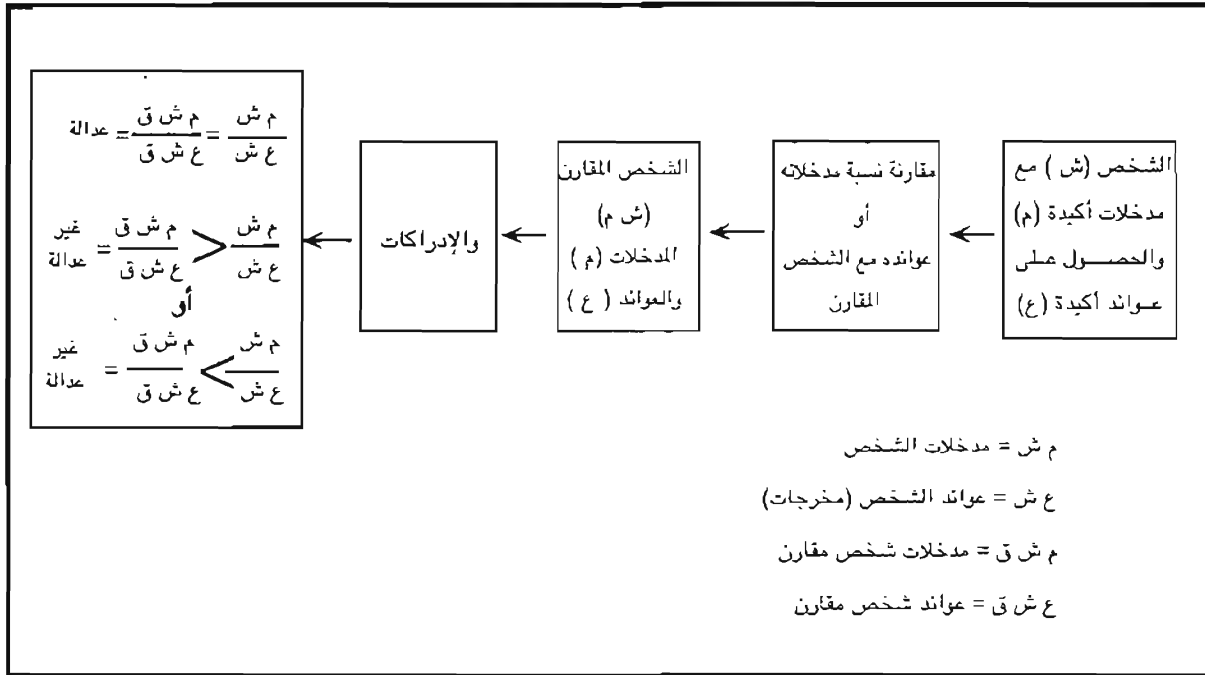 الشخص (ش) مع
مدخلات أكيدة (م)
والحصول على
عوائد أكيدة (ع)
مقارنة نسبة مدخلاته
أو
عوائده مع الشخص
المقارن
الشخص المقارن
(ش م)
المدخلات (م)
والعوائد (ع)
والإدراكات
م ش / ع ش = م ش ق / ع ش ق = عدالة
م ش / ع ش > م ش ق / ع ش ق = غير عدالة
أو
م ش / ع ش < م ش ق / ع ش ق = غير عدالة
م ش = مدخلات الشخص
ع ش = عوائد الشخص (مخرجات)
م ش ق = مدخلات شخص مقارن
ع ش ق = عوائد شخص مقارن